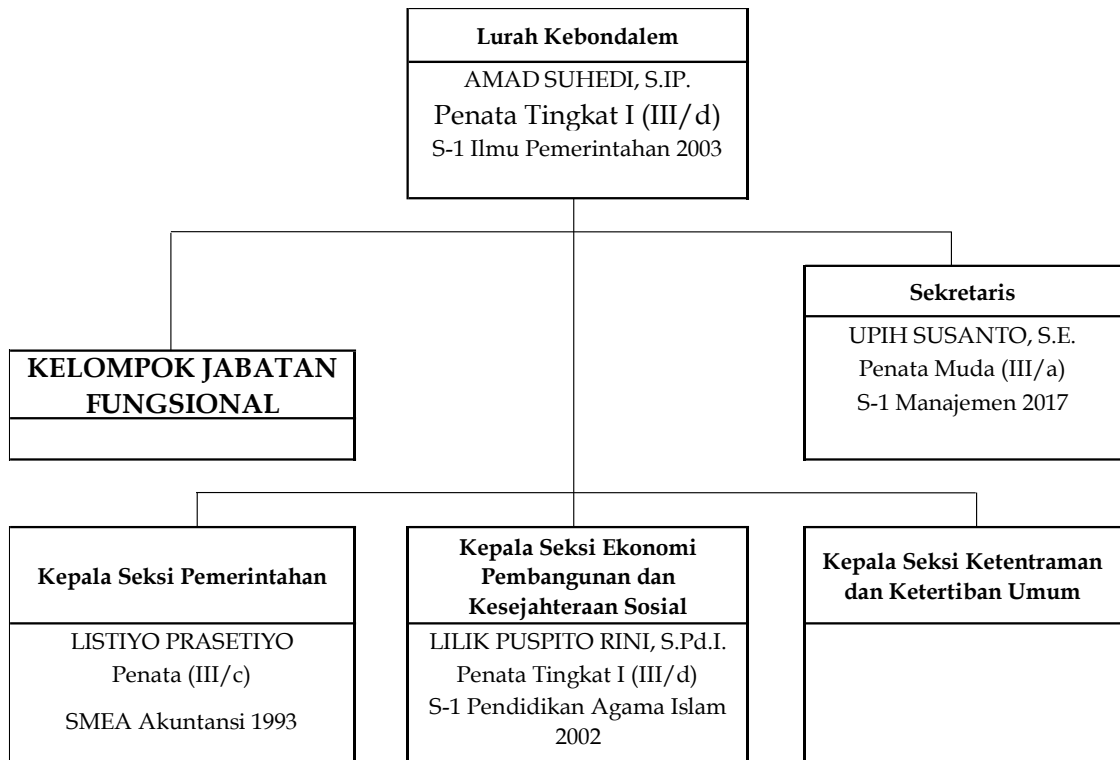 Lurah Kebondalem
AMAD SUHEDI, S.IP.
Penata Tingkat I (III/d)
S-1 Ilmu Pemerintahan 2003
Sekretaris
UPIH SUSANTO, S.E.
Penata Muda (III/a)
S-1 Manajemen 2017
KELOMPOK JABATAN
FUNGSIONAL
Kepala Seksi Pemerintahan
LISTIYO PRASETIYO
Penata (III/c)
SMEA Akuntansi 1993
Kepala Seksi Ekonomi
Pembangunan dan
Kesejahteraan Sosial
LILIK PUSPITO RINI, S.Pd.I.
Penata Tingkat I (III/d)
S-1 Pendidikan Agama Islam
2002
Kepala Seksi Ketentraman
dan Ketertiban Umum